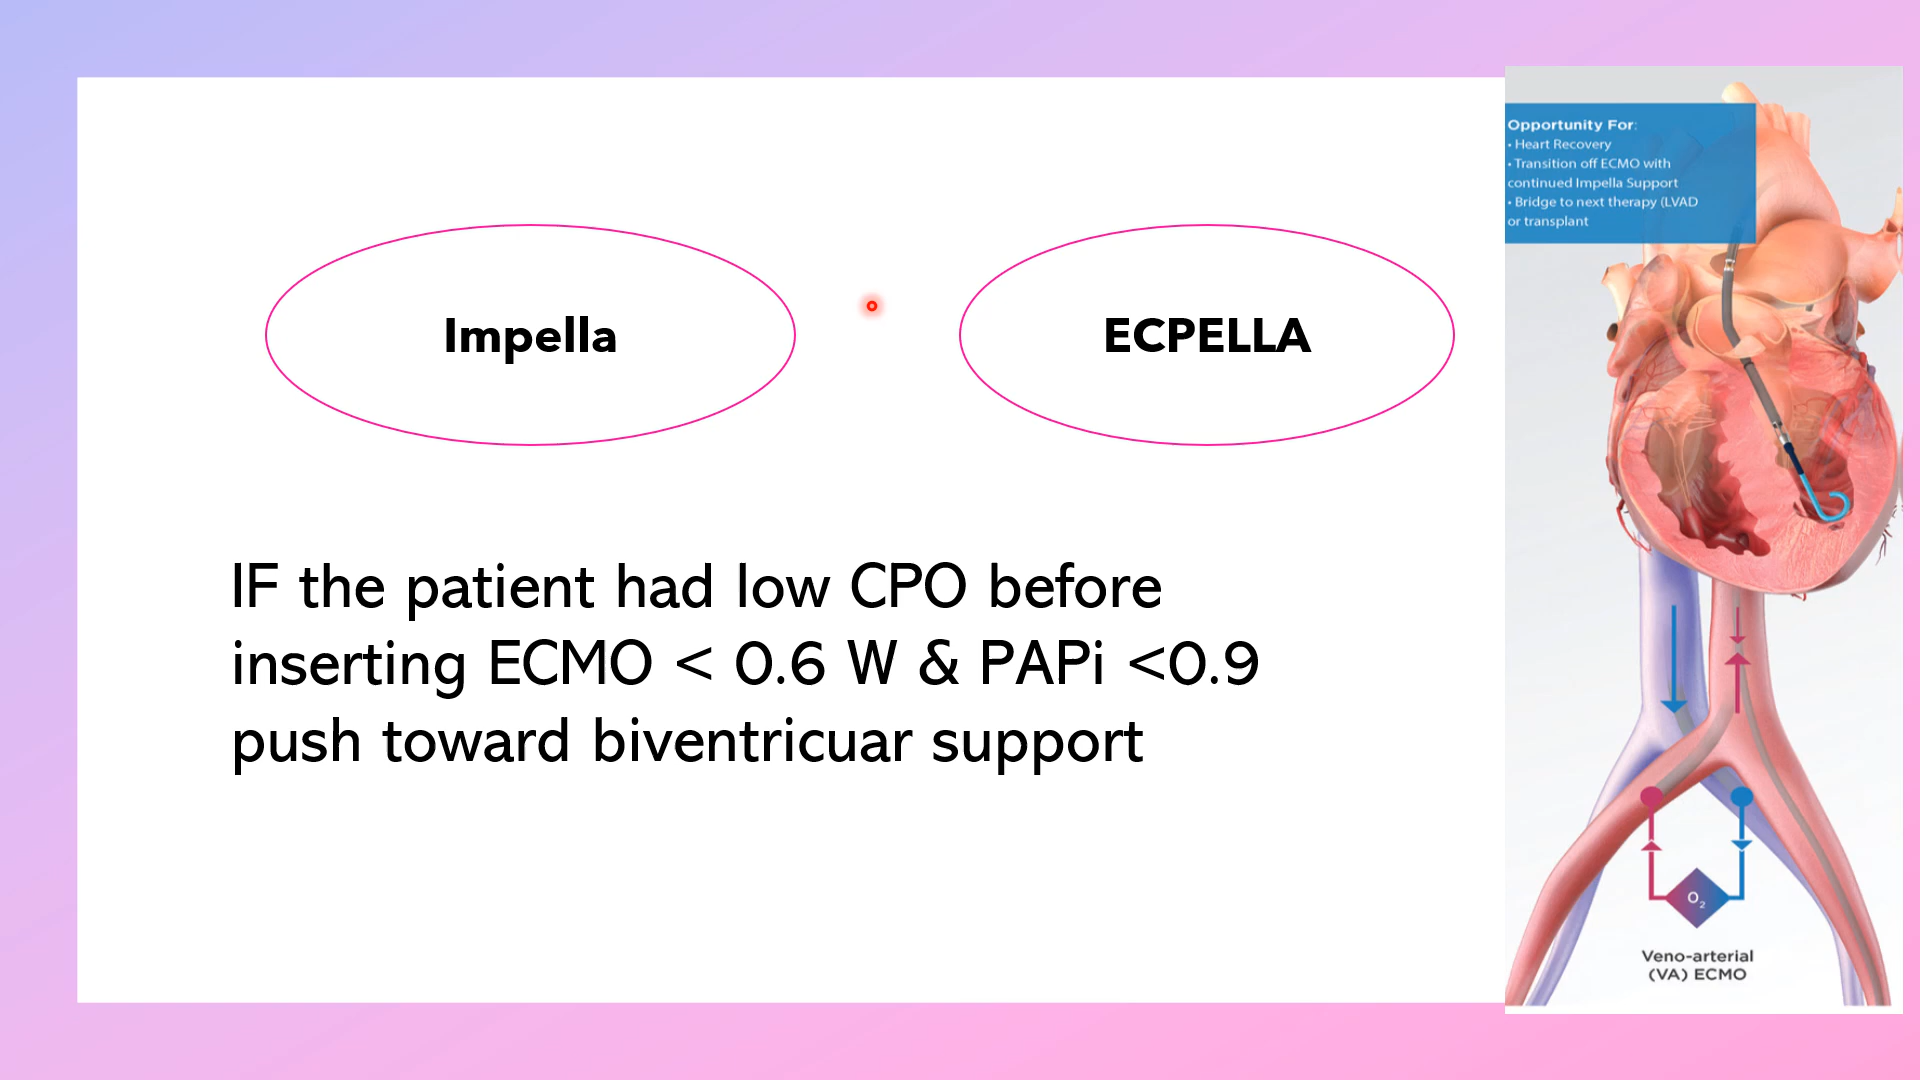 Impella
ECPELLA
IF the patient had low CPO before
inserting ECMO < 0.6 W & PAPi <0.9
push toward biventricuar support
Opportunity For:
• Heart Recovery
• Transition off ECMO with
continued Impella Support
• Bridge to next therapy (LVAD
or transplant
O₂
Veno-arterial
(VA) ECMO